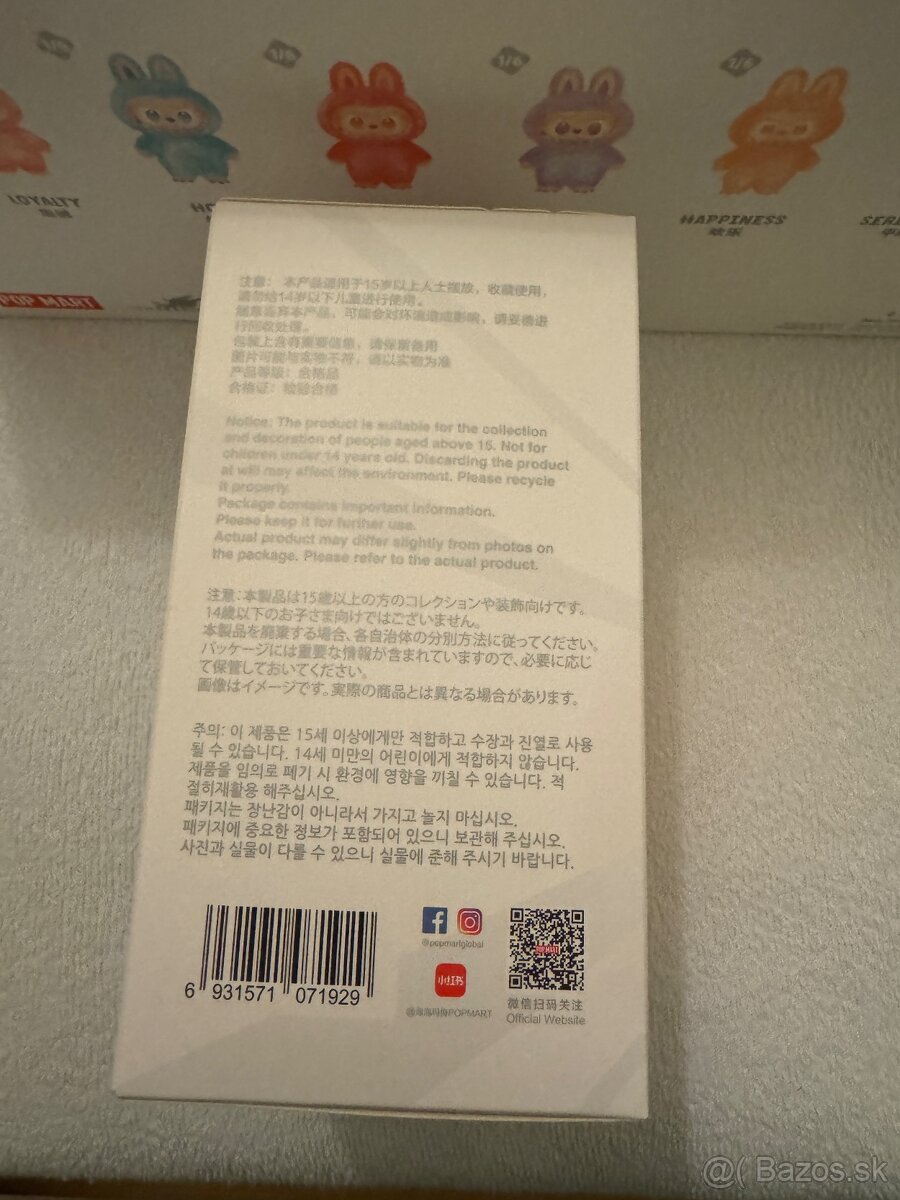 1/6
1/6
1/6
1/6
LOYALTY
HO
HAPPINESS
SER
POP MART
注意： 本产品适用于15岁以上人士摆放，收藏使用，
请勿给14岁以下儿童进行使用。
随意丢弃本产品，可能会对环境造成影响，请妥善进
行回收处理。
包装上含有重要信息，请保留备用
图片可能与实物不符，请以实物为准
产品等级：合格品
合格证：检验合格
Notice: The product is suitable for the collection
and decoration of people aged above 15. Not for
children under 14 years old. Discarding the product
at will may affect the environment. Please recycle
it properly.
Package contains important information.
Please keep it for further use.
Actual product may differ slightly from photos on
the package. Please refer to the actual product.
注意：本製品は15歳以上の方のコレクションや装飾向けです。
14歳以下のお子さま向けではございません。
本製品を廃棄する場合、各自治体の分別方法に従ってください。
パッケージには重要な情報が含まれていますので、必要に応じ
て保管しておいてください。
画像はイメージです。実際の商品とは異なる場合があります。
주의: 이 제품은 15세 이상에게만 적합하고 수장과 진열로 사용
될 수 있습니다. 14세 미만의 어린이에게 적합하지 않습니다.
제품을 임의로 폐기 시 환경에 영향을 끼칠 수 있습니다. 적
절히재활용 해주십시오.
패키지는 장난감이 아니라서 가지고 놀지 마십시오.
패키지에 중요한 정보가 포함되어 있으니 보관해 주십시오.
사진과 실물이 다를 수 있으니 실물에 준해 주시기 바랍니다.
@popmartglobal
小红书
POPMART
POP MART
微信扫码关注
Official Website
6 931571 071929
@( Bazos.sk